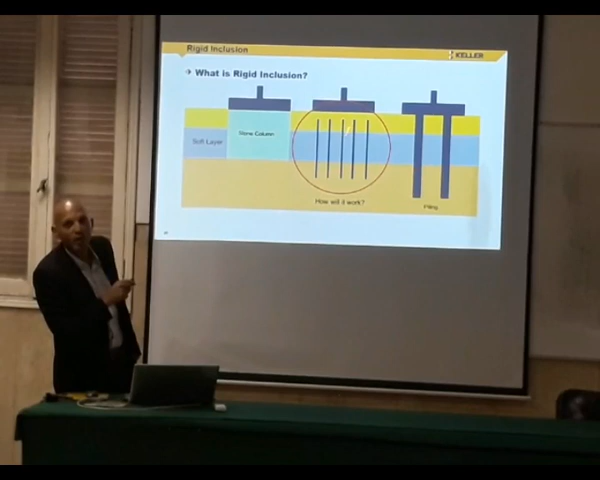 Rigid Inclusion
KELLER
What is Rigid Inclusion?
Stone Column
Soft Layer
How will it work?
Piling